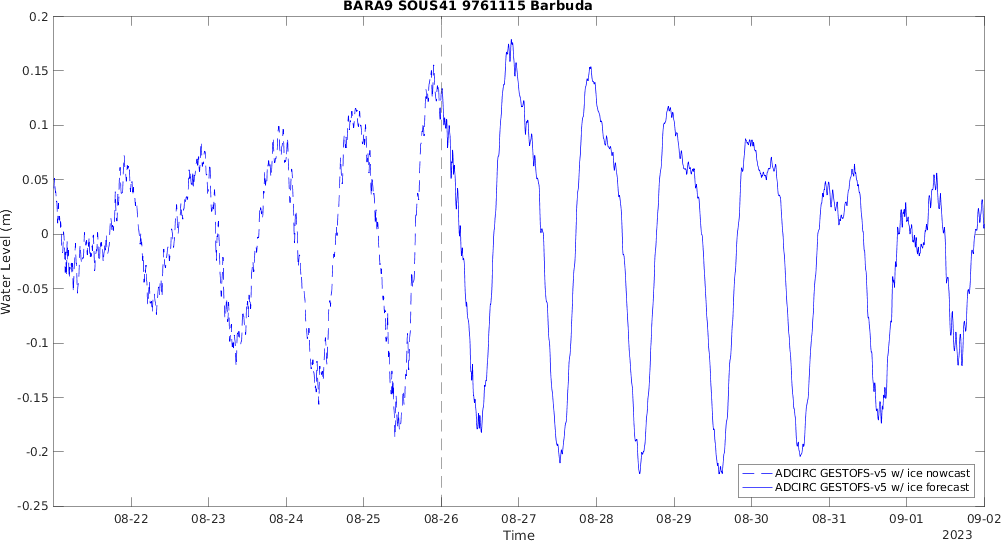 BARA9 SOUS41 9761115 Barbuda
0.2
0.15
0.1
0.05
0
-0.05
-0.1
-0.15
-0.2
-0.25
Water Level (m)
ADCIRC GESTOFS-v5 w/ ice nowcast
ADCIRC GESTOFS-v5 w/ ice forecast
08-22 08-23 08-24 08-25 08-26 08-27 08-28 08-29 08-30 08-31 09-01 09-02
Time
2023